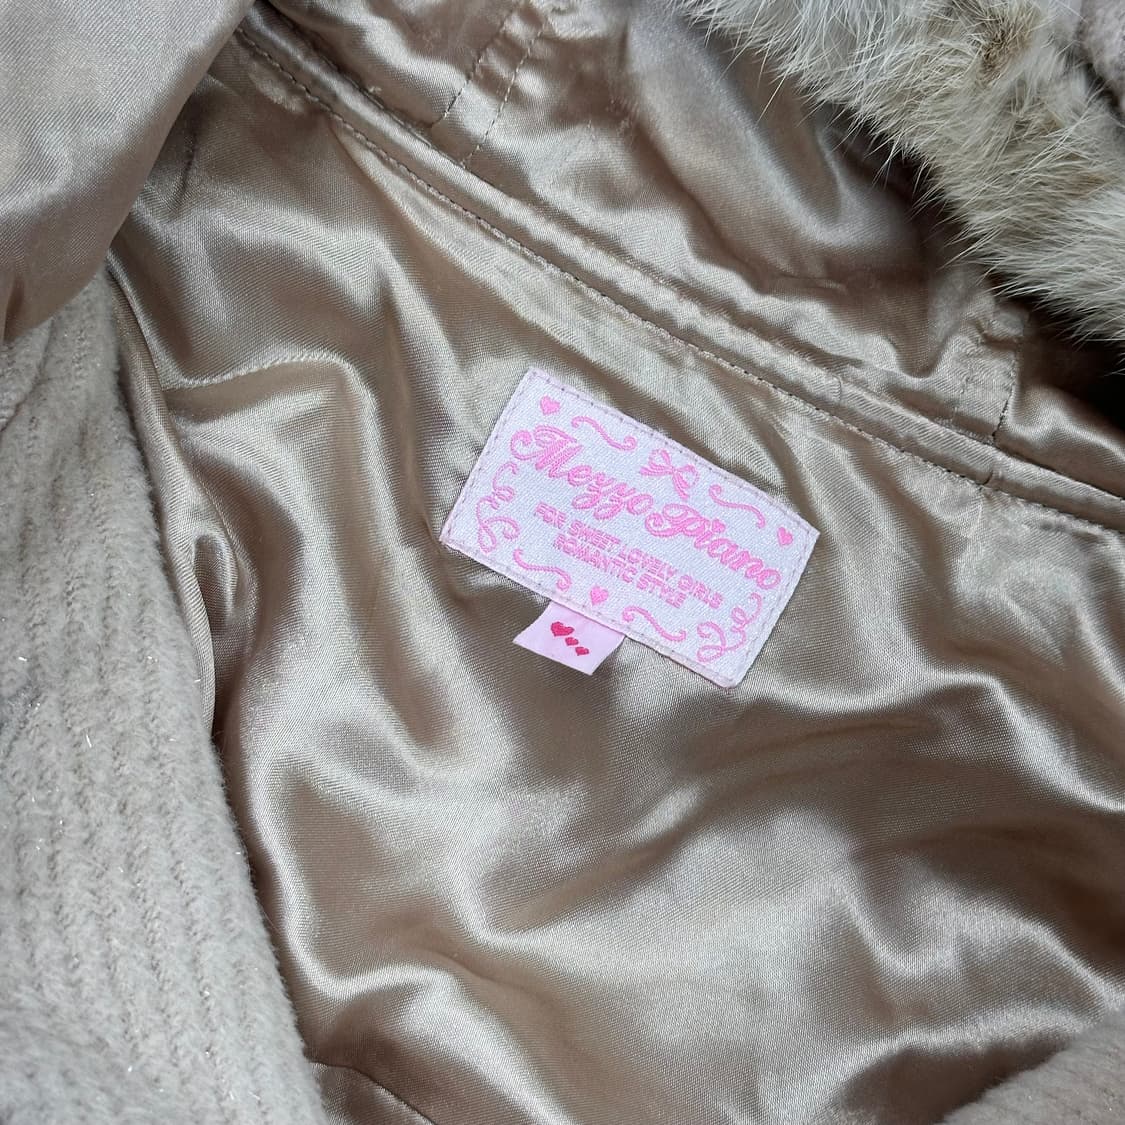 Mezzo Piano
FOR SWEET LOVELY GIRLS
ROMANTIC STYLE